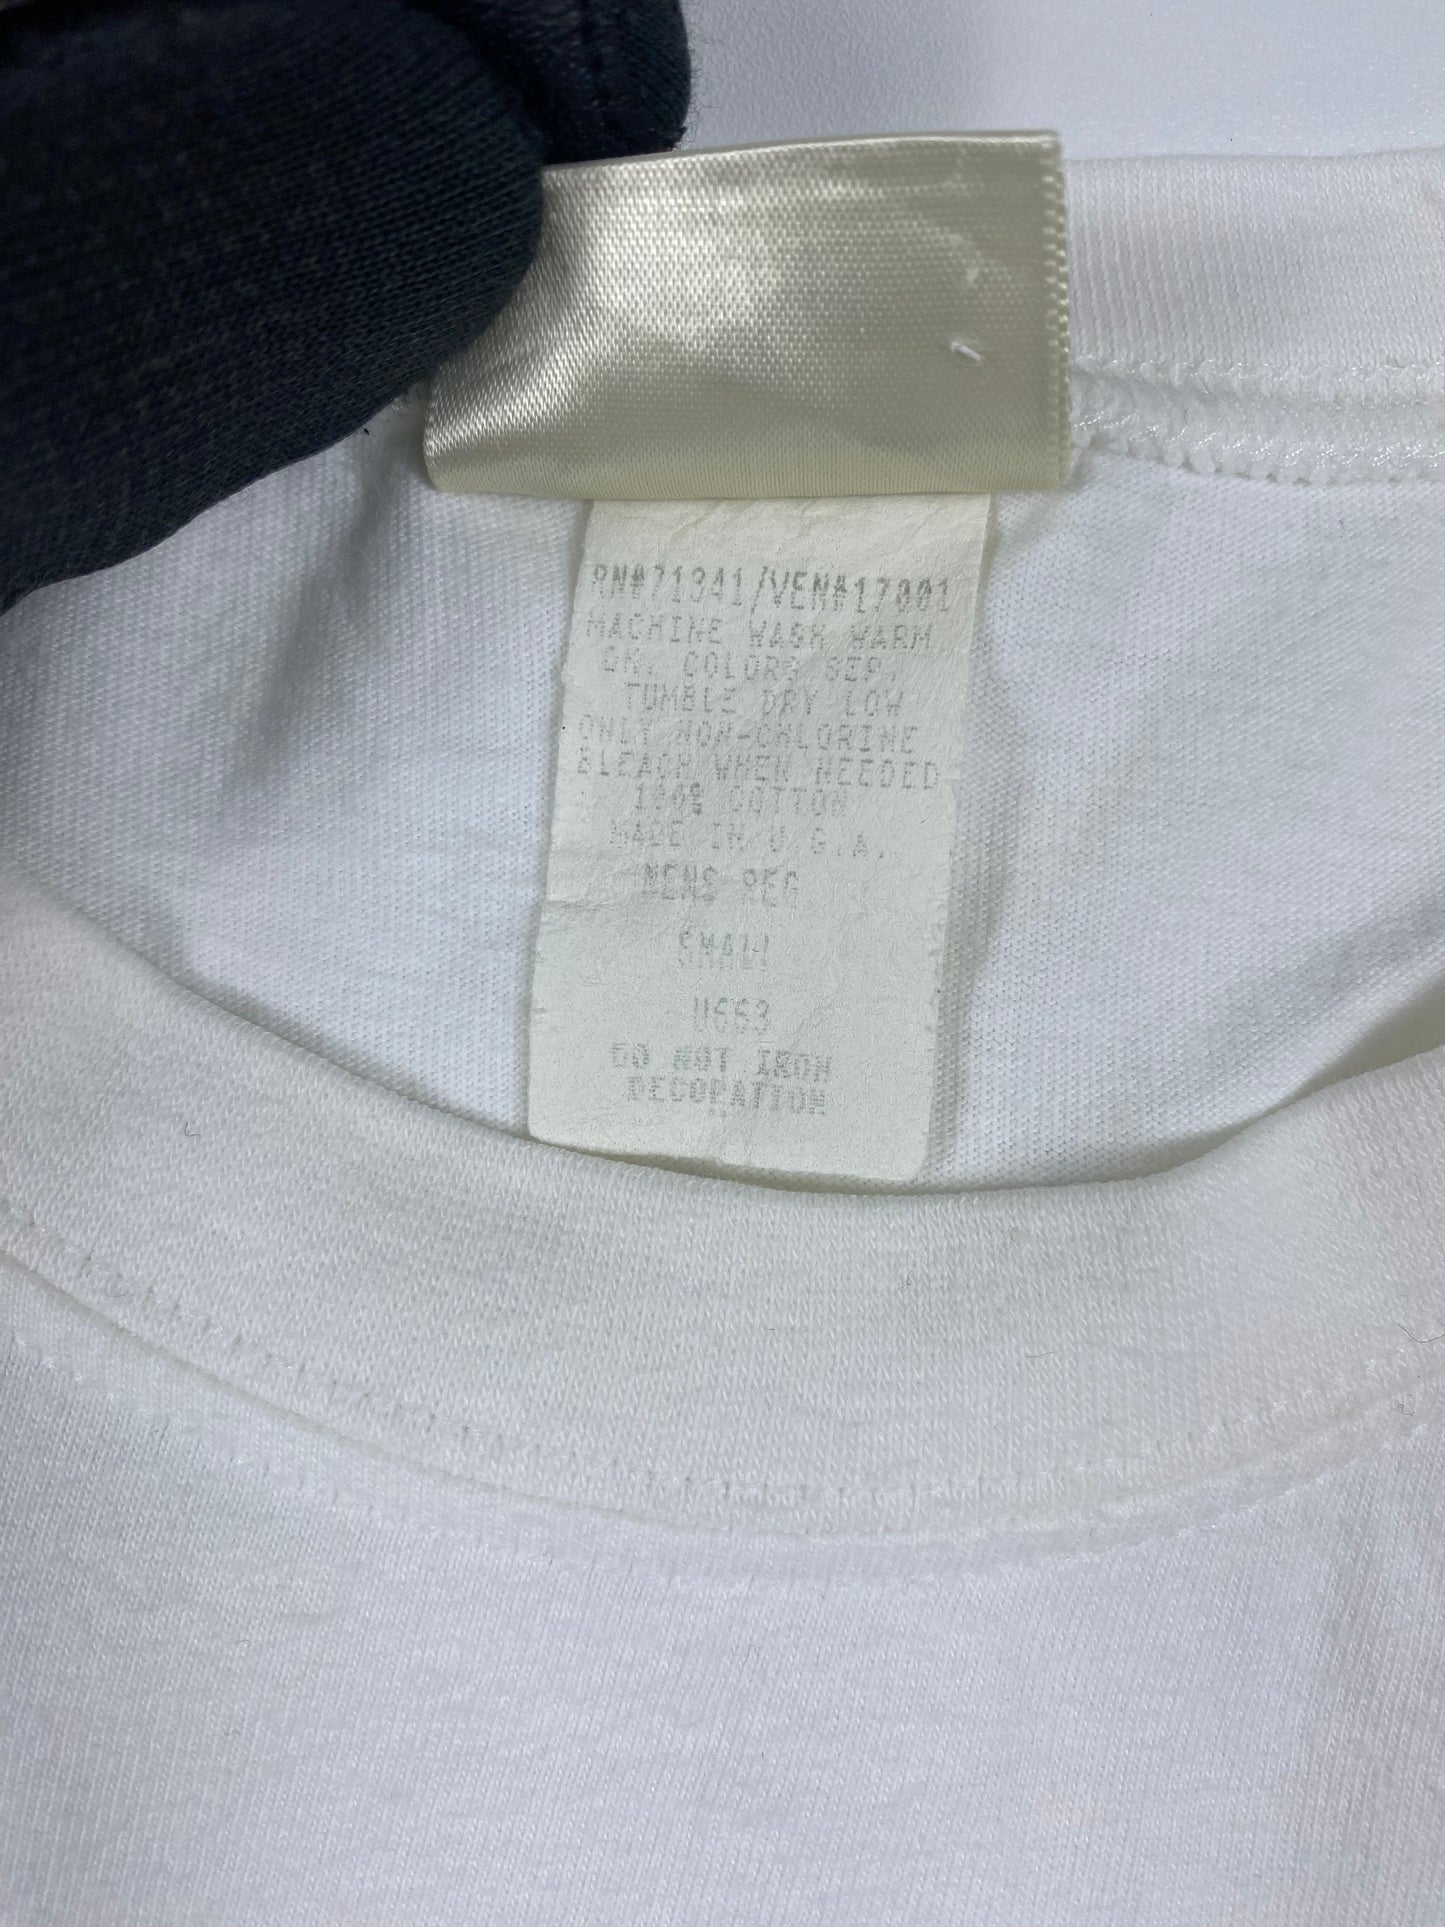 RN#71341/VEN#17001
MACHINE WASH WARM
COLORS SEP.
TUMBLE DRY LOW
ONLY NON-CHLORINE
BLEACH WHEN NEEDED
100% COTTON
MADE IN U.S.A.
MENS REG
SMALL
DO NOT IRON
DECORATION